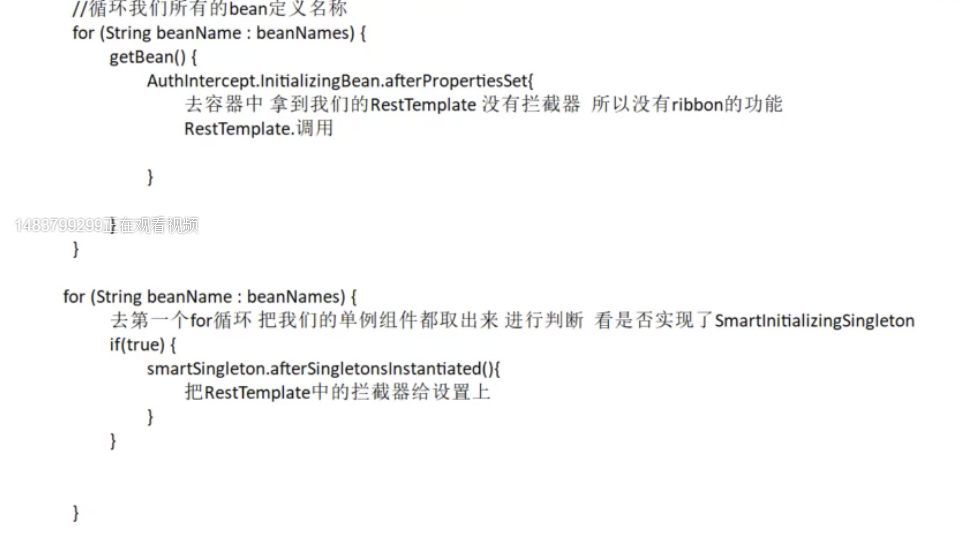 //循环我们所有的bean定义名称
for (String beanName : beanNames) {
getBean() {
AuthIntercept.InitializingBean.afterPropertiesSet{
去容器中 拿到我们的RestTemplate 没有拦截器 所以没有ribbon的功能
RestTemplate.调用
}
1483799299正在观看视频
}
}
for (String beanName : beanNames) {
去第一个for循环 把我们的单例组件都取出来 进行判断 看是否实现了SmartInitializingSingleton
if(true) {
smartSingleton.afterSingletonsInstantiated(){
把RestTemplate中的拦截器给设置上
}
}
}